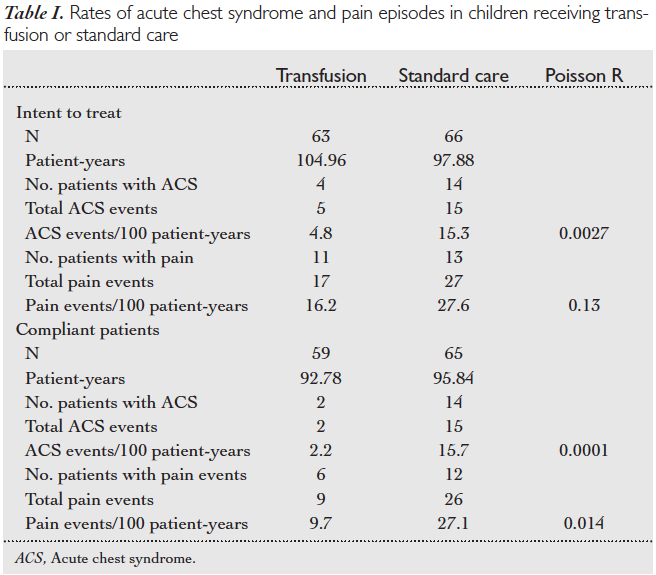 Table I. Rates of acute chest syndrome and pain episodes in children receiving trans-
fusion or standard care
Transfusion Standard care Poisson R
Intent to treat
N 63 66
Patient-years 104.96 97.88
No. patients with ACS 4 14
Total ACS events 5 15
ACS events/100 patient-years 4.8 15.3 0.0027
No. patients with pain 11 13
Total pain events 17 27
Pain events/100 patient-years 16.2 27.6 0.13
Compliant patients
N 59 65
Patient-years 92.78 95.84
No. patients with ACS 2 14
Total ACS events 2 15
ACS events/100 patient-years 2.2 15.7 0.0001
No. patients with pain events 6 12
Total pain events 9 26
Pain events/100 patient-years 9.7 27.1 0.014
ACS, Acute chest syndrome.